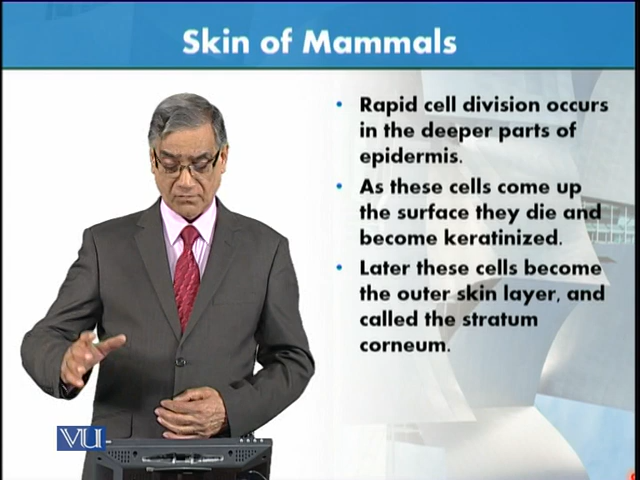 Skin of Mammals
• Rapid cell division occurs
in the deeper parts of
epidermis.
• As these cells come up
the surface they die and
become keratinized.
• Later these cells become
the outer skin layer, and
called the stratum
corneum.
VU